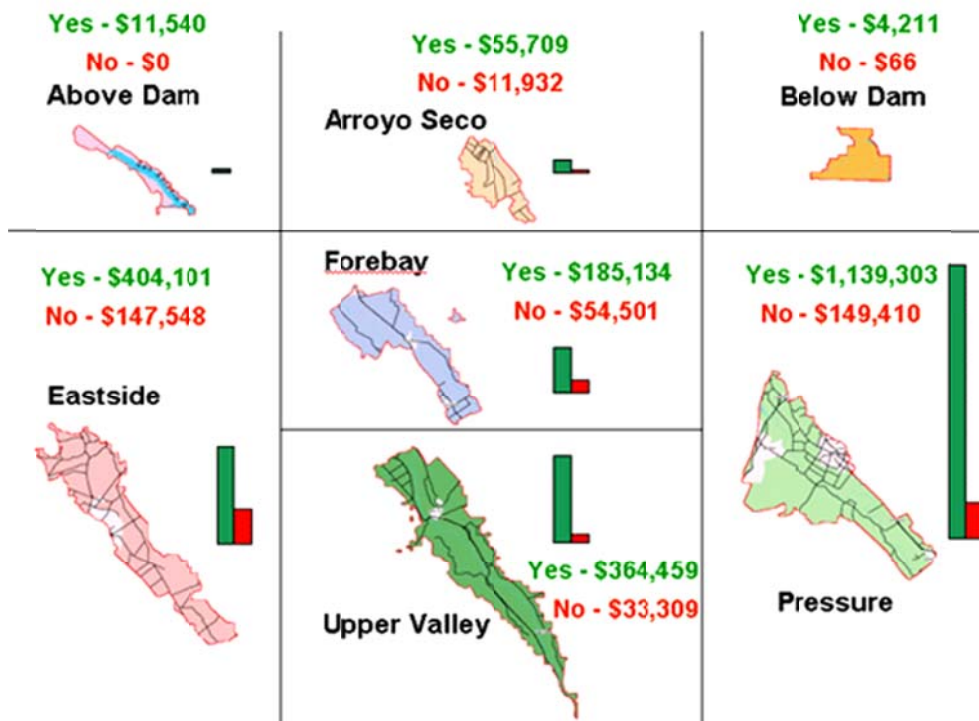 Yes - $11,540
No - $0
Above Dam
Yes - $55,709
No - $11,932
Arroyo Seco
Yes - $4,211
No - $66
Below Dam
Yes - $404,101
No - $147,548
Eastside
Forebay
Yes - $185,134
No - $54,501
Yes - $364,459
No - $33,309
Upper Valley
Yes - $1,139,303
No - $149,410
Pressure